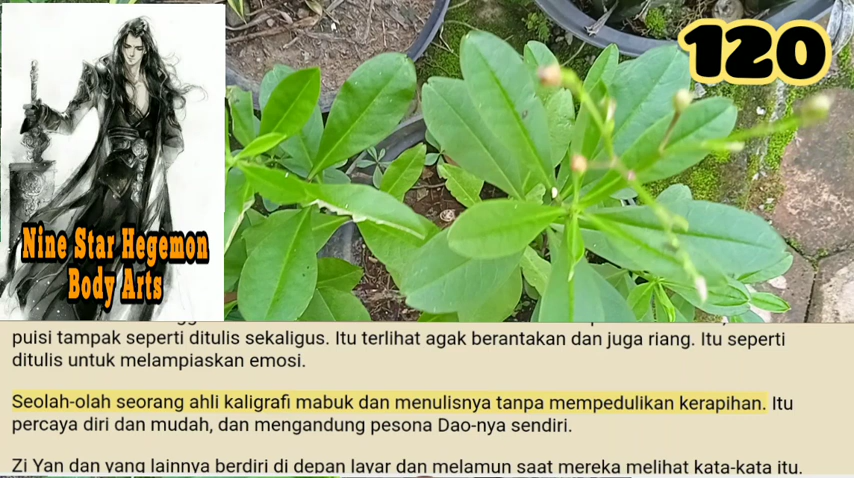 120
Nine Star Hegemon
Body Arts
puisi tampak seperti ditulis sekaligus. Itu terlihat agak berantakan dan juga riang. Itu seperti
ditulis untuk melampiaskan emosi.
Seolah-olah seorang ahli kaligrafi mabuk dan menulisnya tanpa mempedulikan kerapihan. Itu
percaya diri dan mudah, dan mengandung pesona Dao-nya sendiri.
Zi Yan dan yang lainnya berdiri di depan layar dan melamun saat mereka melihat kata-kata itu.